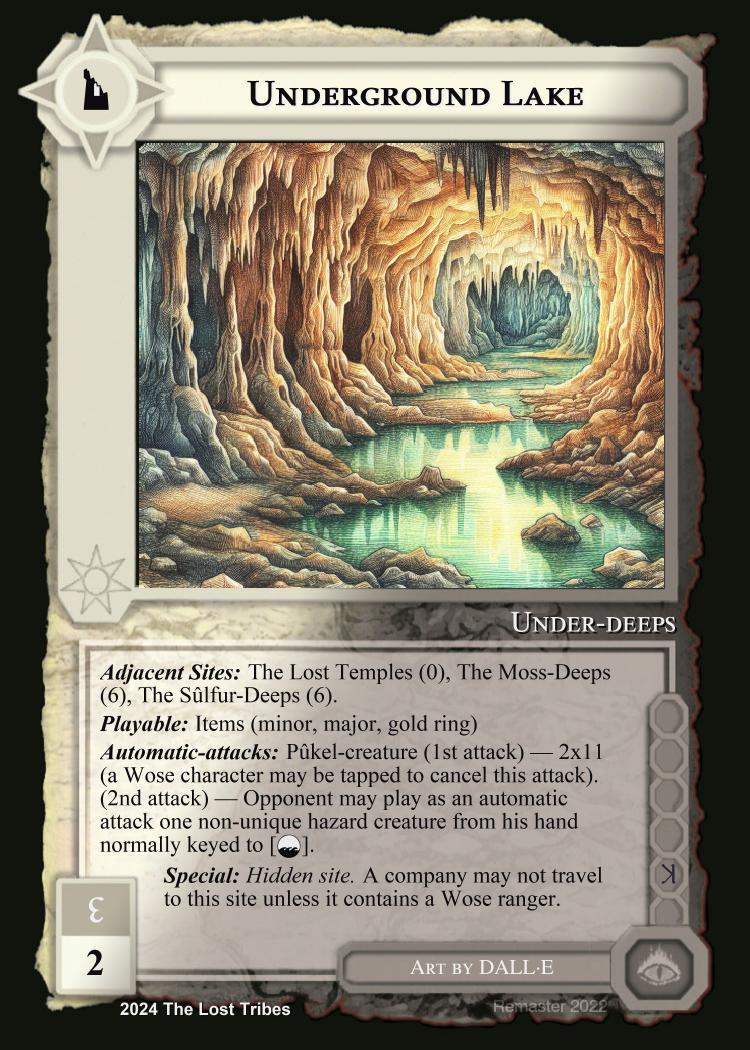 Underground Lake
Under-deeps
Adjacent Sites: The Lost Temples (0), The Moss-Deeps
(6), The Sûlfur-Deeps (6).
Playable: Items (minor, major, gold ring)
Automatic-attacks: Pûkel-creature (1st attack) — 2x11
(a Wose character may be tapped to cancel this attack).
(2nd attack) — Opponent may play as an automatic
attack one non-unique hazard creature from his hand
normally keyed to [ ].
Special: Hidden site. A company may not travel
to this site unless it contains a Wose ranger.
2
Art by DALL·E
2024 The Lost Tribes
Remaster 2022